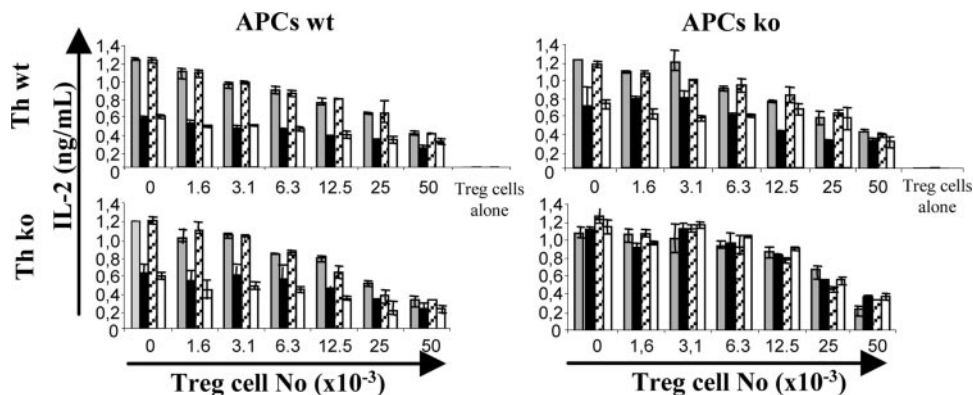 APCs wt
APCs ko
Th wt
Th ko
IL-2 (ng/mL)
1,4
1,2
1,0
0,8
0,6
0,4
0,2
0
0 1.6 3.1 6.3 12.5 25 50 Treg cells
alone
1,4
1,2
1,0
0,8
0,6
0,4
0,2
0
0 1.6 3.1 6.3 12.5 25 50 Treg cells
alone
1,4
1,2
1,0
0,8
0,6
0,4
0,2
0
0 1.6 3.1 6.3 12.5 25 50
1,4
1,2
1,0
0,8
0,6
0,4
0,2
0
0 1,6 3,1 6.3 12.5 25 50
Treg cell No (x10⁻³)
Treg cell No (x10⁻³)